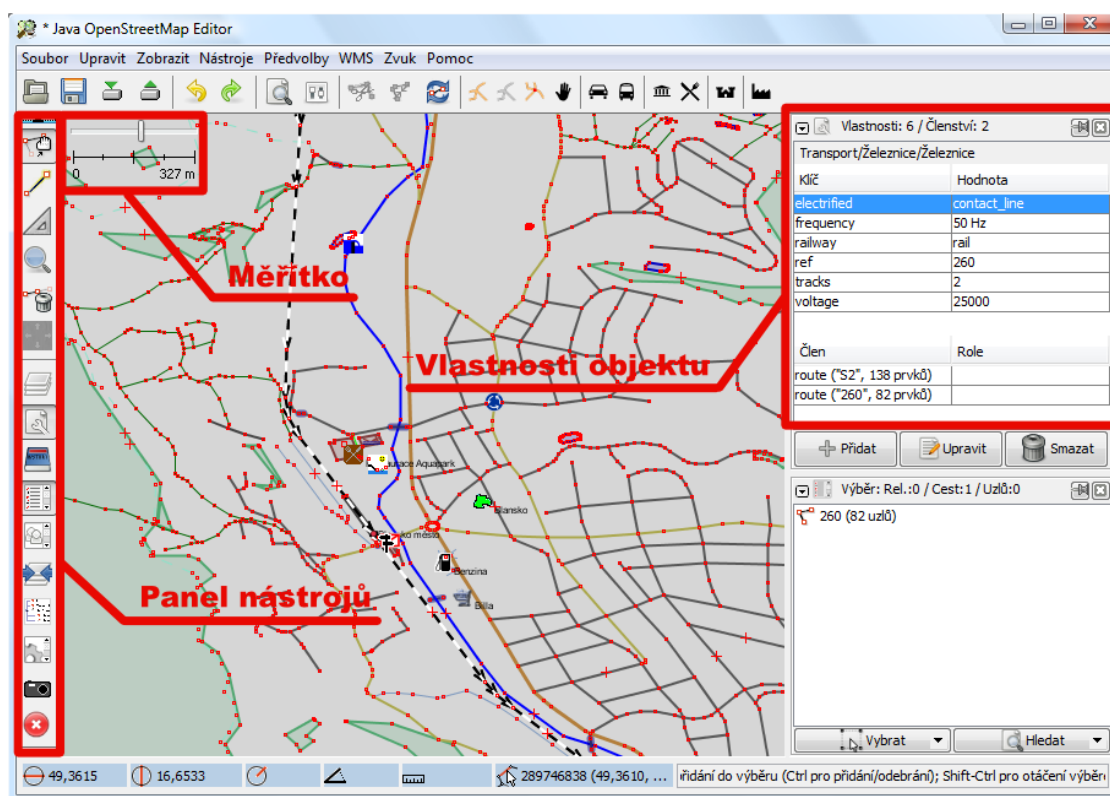 * Java OpenStreetMap Editor
Soubor Upravit Zobrazit Nástroje Předvolby WMS Zvuk Pomoc
0 327 m
Měřítko
Vlastnosti objektu
Panel nástrojů
Aquapark
Blansko
město
Benzina
Billa
Vlastnosti: 6 / Členství: 2
Transport/Železnice/Železnice
Klíč Hodnota
electrified contact_line
frequency 50 Hz
railway rail
ref 260
tracks 2
voltage 25000
Člen Role
route ("S2", 138 prvků)
route ("260", 82 prvků)
Přidat Upravit Smazat
Výběr: Rel.:0 / Cest:1 / Uzlů:0
260 (82 uzlů)
Vybrat Hledat
49,3615 16,6533 289746838 (49,3610, ... řidání do výběru (Ctrl pro přidání/odebrání); Shift-Ctrl pro otáčení výběr